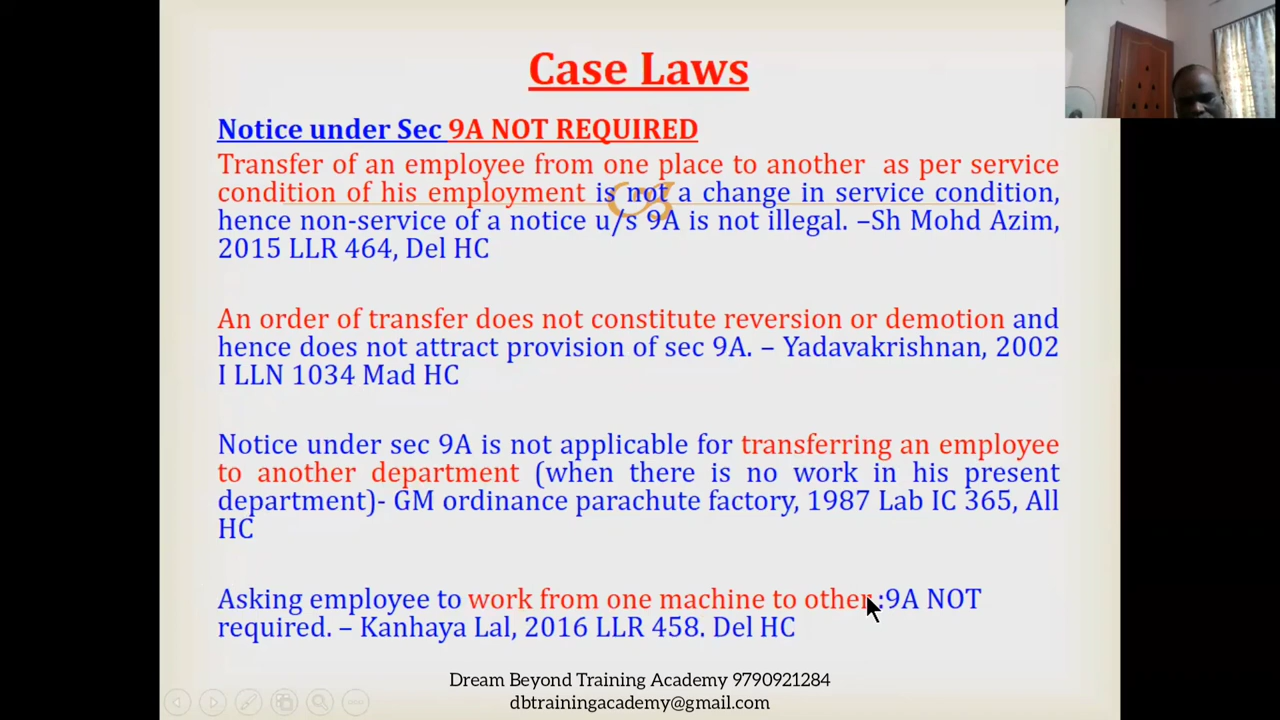 Case Laws
Notice under Sec 9A NOT REQUIRED
Transfer of an employee from one place to another as per service
condition of his employment is not a change in service condition,
hence non-service of a notice u/s 9A is not illegal. –Sh Mohd Azim,
2015 LLR 464, Del HC
An order of transfer does not constitute reversion or demotion and
hence does not attract provision of sec 9A. – Yadavakrishnan, 2002
I LLN 1034 Mad HC
Notice under sec 9A is not applicable for transferring an employee
to another department (when there is no work in his present
department)- GM ordinance parachute factory, 1987 Lab IC 365, All
HC
Asking employee to work from one machine to other :9A NOT
required. – Kanhaya Lal, 2016 LLR 458. Del HC
Dream Beyond Training Academy 9790921284
dbtrainingacademy@gmail.com